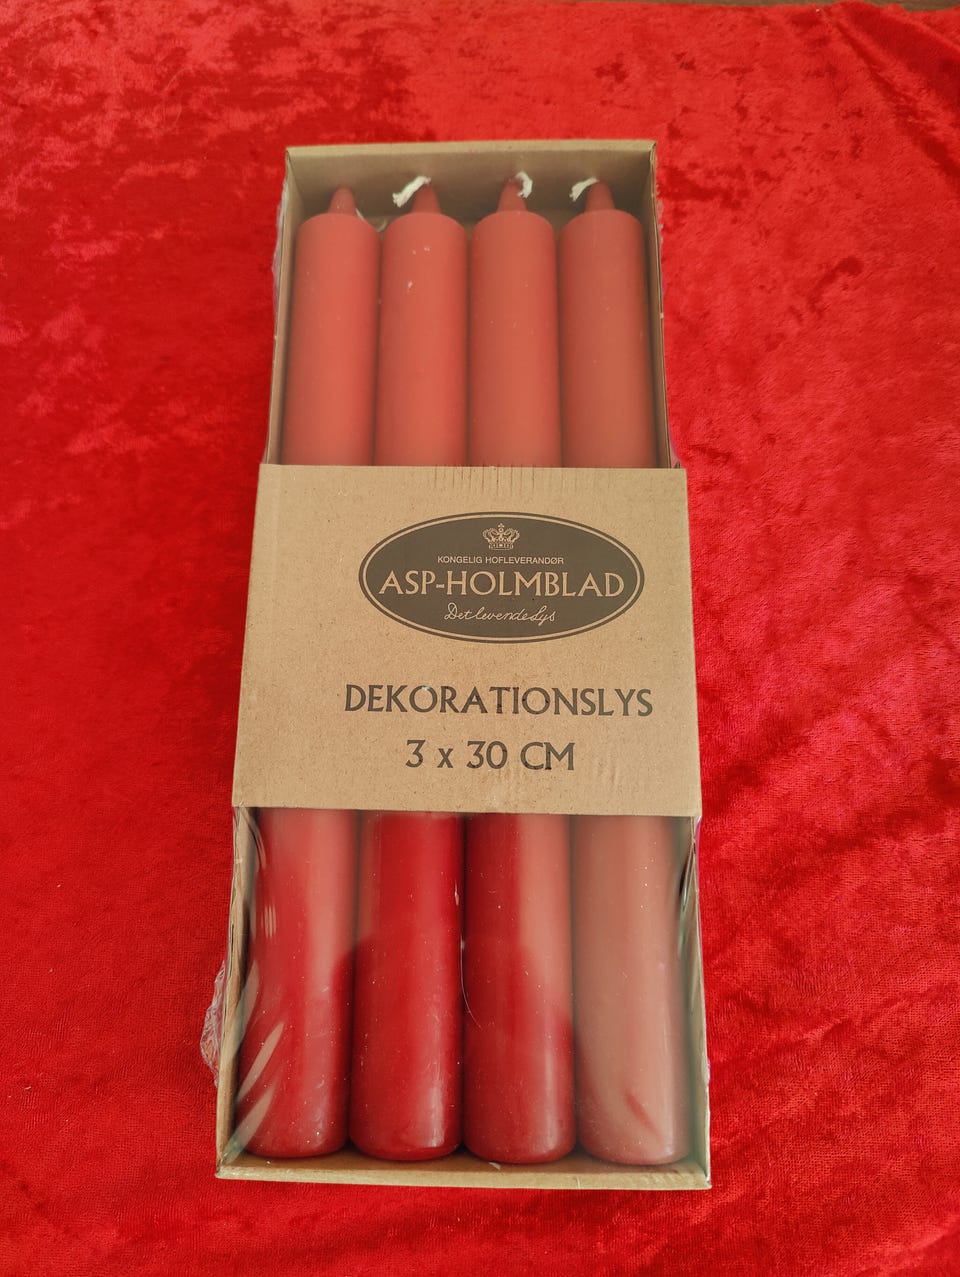 KONGELIG HOFLEVERANDØR
ASP-HOLMBLAD
Det levende Lys
DEKORATIONSLYS
3 x 30 CM